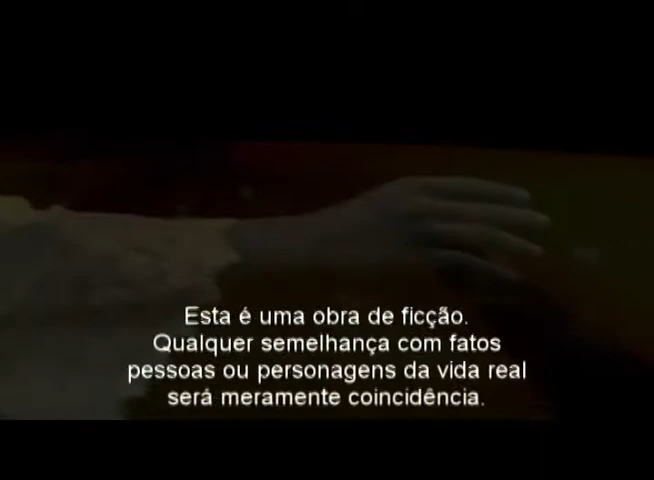 Esta é uma obra de ficção.
Qualquer semelhança com fatos
pessoas ou personagens da vida real
será meramente coincidência.